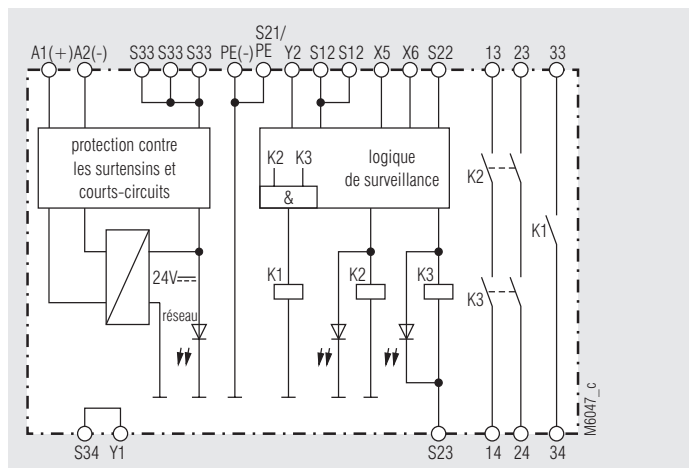 S21/
A1(+) A2(-) S33 S33 S33 PE(-) PE Y2 S12 S12 X5 X6 S22 13 23 33
protection contre
les surtensins et
courts-circuits
K2 K3
&
logique
de surveillance
K2
K1
24V
K1 K2 K3
K3
réseau
M6047_c
S34 Y1 S23 14 24 34